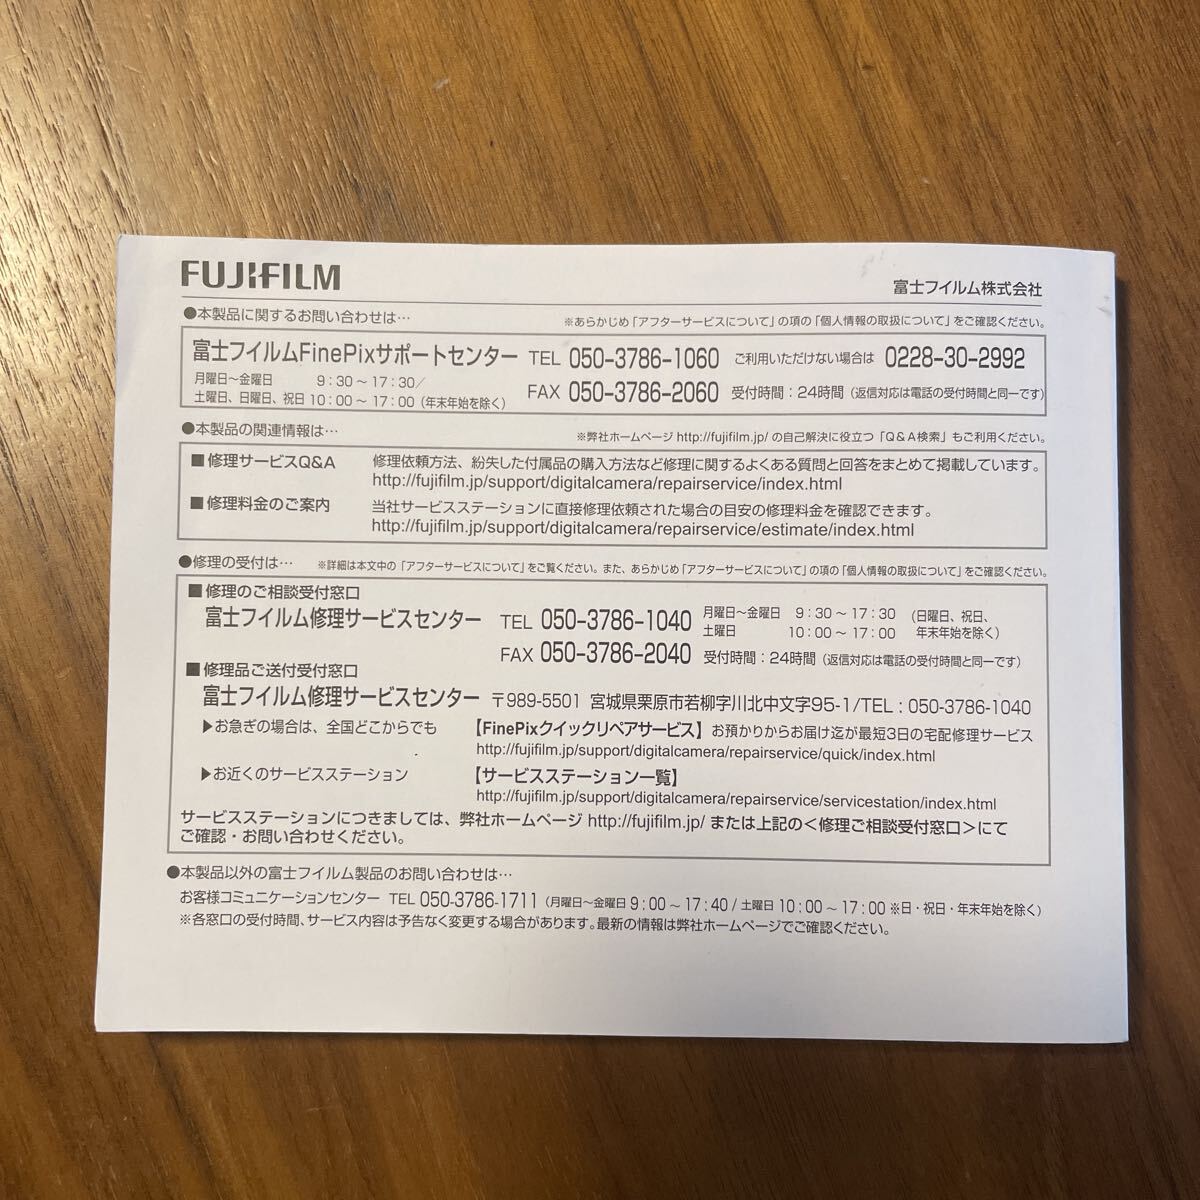 FUJIFILM
富士フイルム株式会社
●本製品に関するお問い合わせは… ※あらかじめ「アフターサービスについて」の項の「個人情報の取扱について」をご確認ください。
富士フイルムFinePixサポートセンター TEL 050-3786-1060 ご利用いただけない場合は 0228-30-2992
月曜日～金曜日 9：30～17：30／
土曜日、日曜日、祝日 10：00～17：00（年末年始を除く）
FAX 050-3786-2060 受付時間：24時間（返信対応は電話の受付時間と同一です）
●本製品の関連情報は… ※弊社ホームページ http://fujifilm.jp/ の自己解決に役立つ「Q&A検索」もご利用ください。
■修理サービスQ&A 修理依頼方法、紛失した付属品の購入方法など修理に関するよくある質問と回答をまとめて掲載しています。
http://fujifilm.jp/support/digitalcamera/repairservice/index.html
■修理料金のご案内 当社サービスステーションに直接修理依頼された場合の目安の修理料金を確認できます。
http://fujifilm.jp/support/digitalcamera/repairservice/estimate/index.html
●修理の受付は… ※詳細は本文中の「アフターサービスについて」をご覧ください。また、あらかじめ「アフターサービスについて」の項の「個人情報の取扱について」をご確認ください。
■修理のご相談受付窓口
富士フイルム修理サービスセンター TEL 050-3786-1040 月曜日～金曜日 9：30～17：30（日曜日、祝日、
土曜日 10：00～17：00 年末年始を除く）
FAX 050-3786-2040 受付時間：24時間（返信対応は電話の受付時間と同一です）
■修理品ご送付受付窓口
富士フイルム修理サービスセンター 〒989-5501 宮城県栗原市若柳字川北中文字95-1/TEL：050-3786-1040
▶お急ぎの場合は、全国どこからでも 【FinePixクイックリペアサービス】お預かりからお届け迄が最短3日の宅配修理サービス
http://fujifilm.jp/support/digitalcamera/repairservice/quick/index.html
▶お近くのサービスステーション 【サービスステーション一覧】
http://fujifilm.jp/support/digitalcamera/repairservice/servicestation/index.html
サービスステーションにつきましては、弊社ホームページ http://fujifilm.jp/ または上記の＜修理ご相談受付窓口＞にて
ご確認・お問い合わせください。
●本製品以外の富士フイルム製品のお問い合わせは…
お客様コミュニケーションセンター TEL 050-3786-1711（月曜日～金曜日 9：00～17：40 / 土曜日 10：00～17：00 ※日・祝日・年末年始を除く）
※各窓口の受付時間、サービス内容は予告なく変更する場合があります。最新の情報は弊社ホームページでご確認ください。